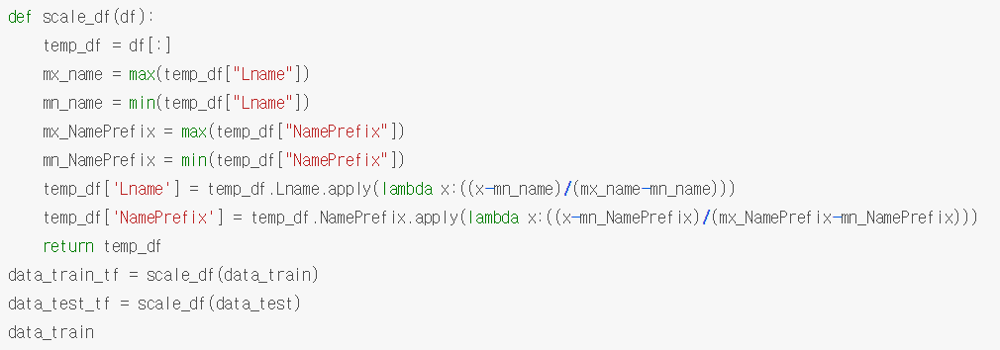 def scale_df(df):
    temp_df = df[:]
    mx_name = max(temp_df["Lname"])
    mn_name = min(temp_df["Lname"])
    mx_NamePrefix = max(temp_df["NamePrefix"])
    mn_NamePrefix = min(temp_df["NamePrefix"])
    temp_df['Lname'] = temp_df.Lname.apply(lambda x:((x-mn_name)/(mx_name-mn_name)))
    temp_df['NamePrefix'] = temp_df.NamePrefix.apply(lambda x:((x-mn_NamePrefix)/(mx_NamePrefix-mn_NamePrefix)))
    return temp_df
data_train_tf = scale_df(data_train)
data_test_tf = scale_df(data_test)
data_train